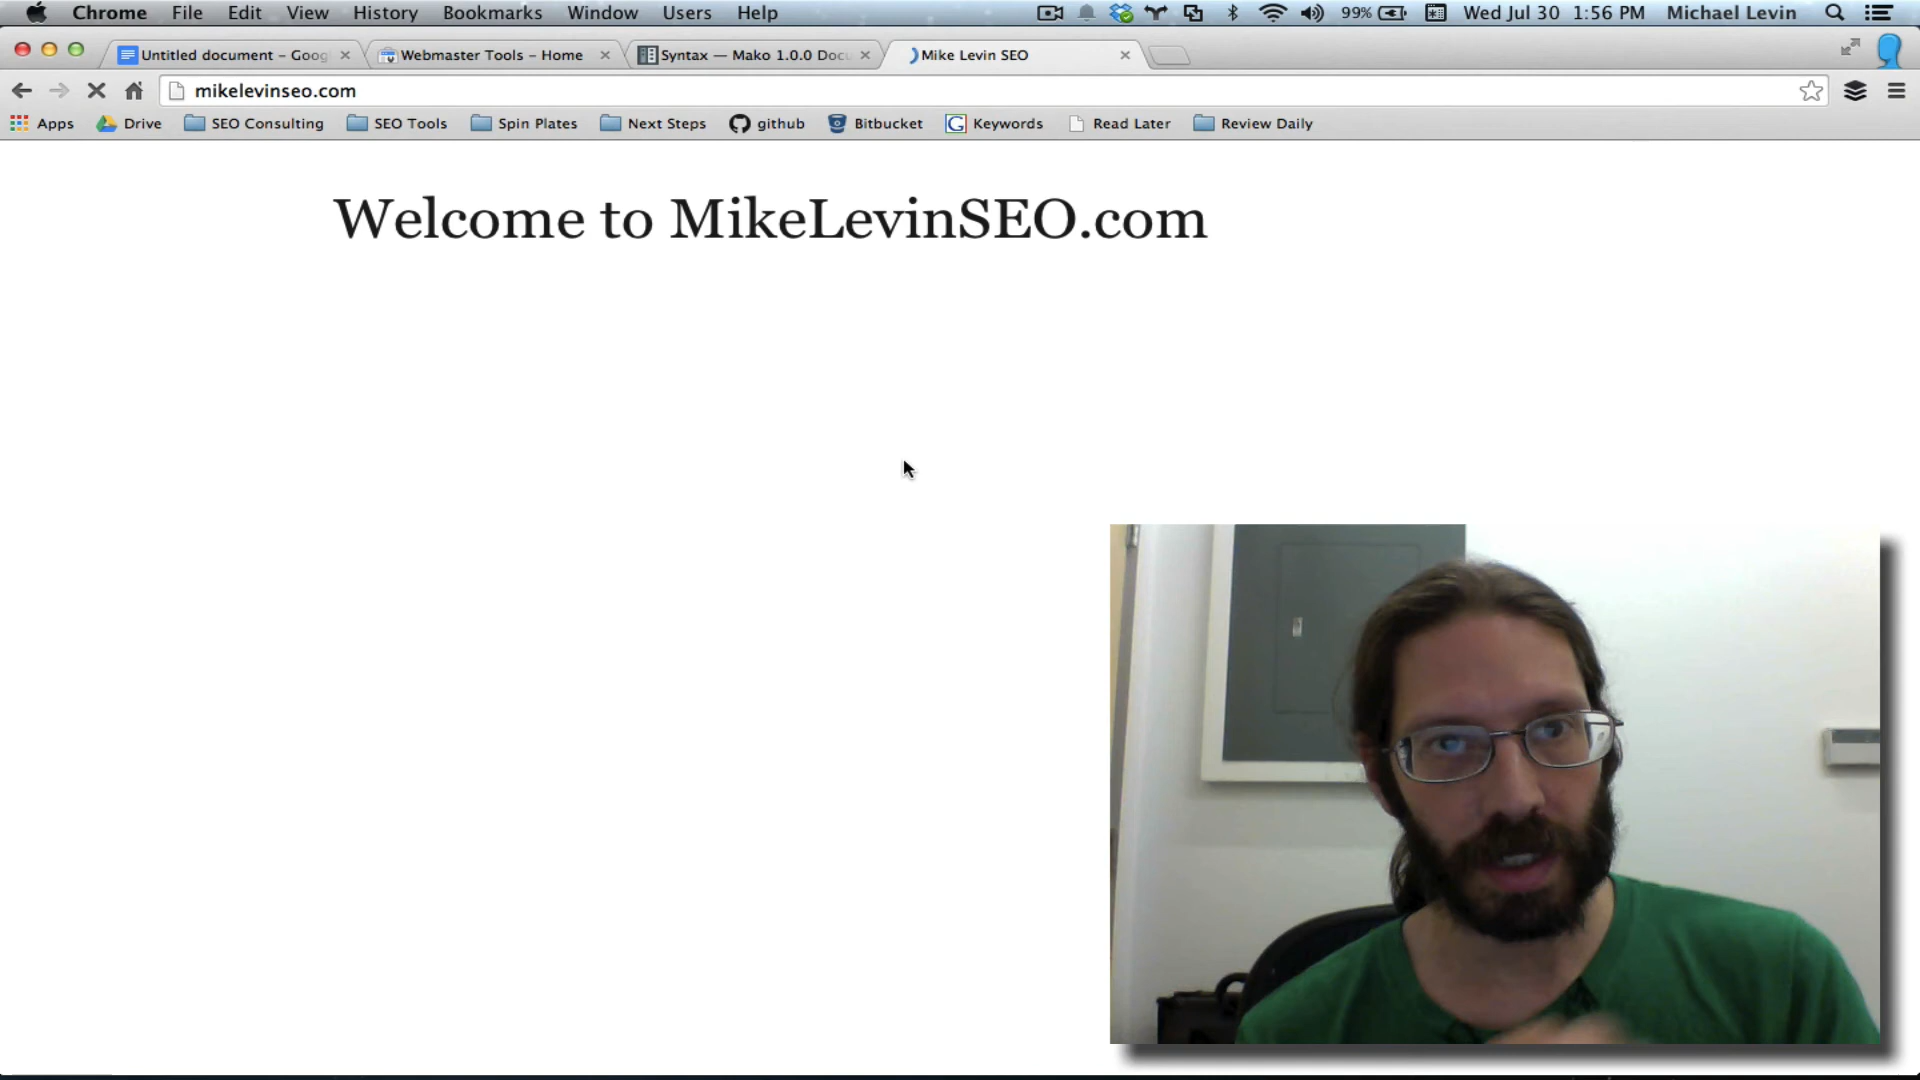 Chrome File Edit View History Bookmarks Window Users Help 99% Wed Jul 30 1:56 PM Michael Levin
Untitled document – Goog Webmaster Tools – Home Syntax — Mako 1.0.0 Doc Mike Levin SEO
mikelevinseo.com
Apps Drive SEO Consulting SEO Tools Spin Plates Next Steps github Bitbucket G Keywords Read Later Review Daily
Welcome to MikeLevinSEO.com